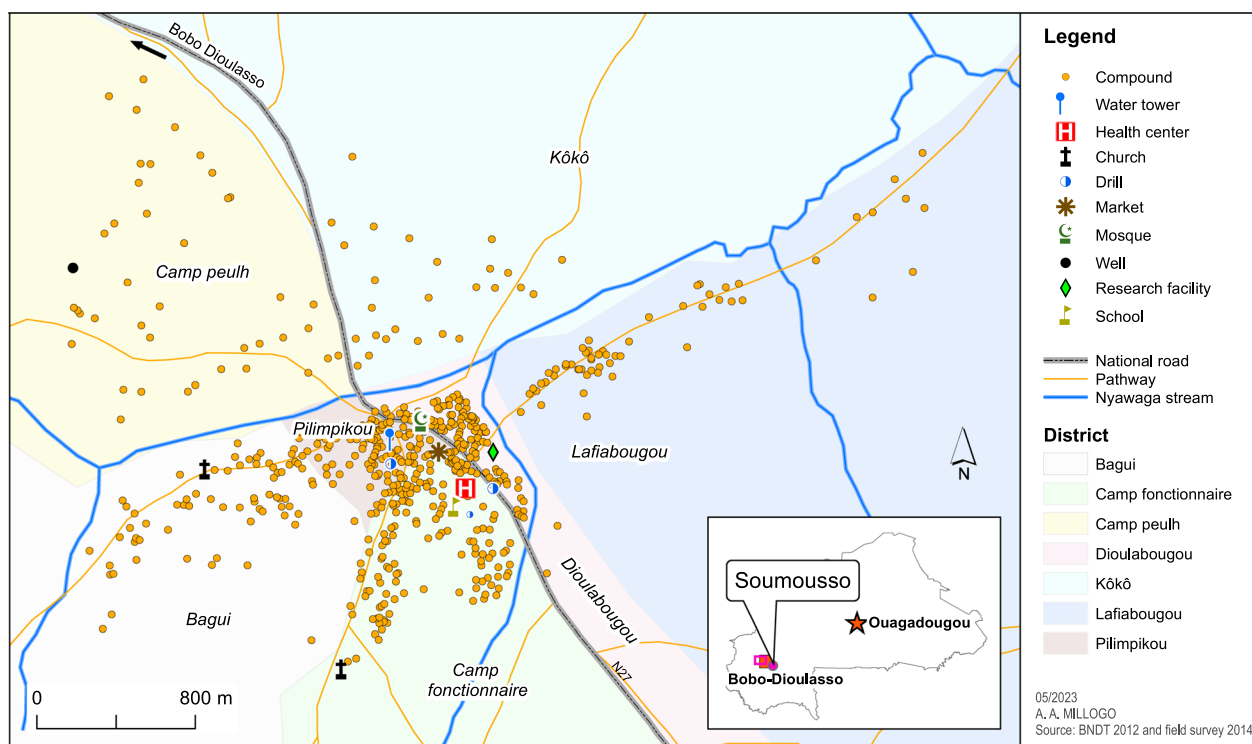 Bobo Dioulasso
Kôkô
Camp peulh
Pilimpikou
Lafiabougou
Dioulabougou
Bagui
Camp
fonctionnaire
N27
0
800 m
N
Soumousso
Ouagadougou
Bobo-Dioulasso
Legend
Compound
Water tower
H
Health center
Church
Drill
Market
Mosque
Well
Research facility
School
National road
Pathway
Nyawaga stream
District
Bagui
Camp fonctionnaire
Camp peulh
Dioulabougou
Kôkô
Lafiabougou
Pilimpikou
05/2023
A. A. MILLOGO
Source: BNDT 2012 and field survey 2014
H